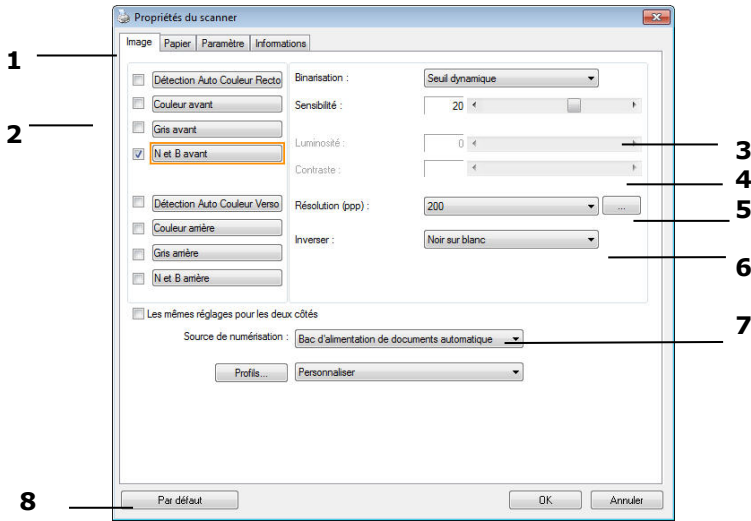 Propriétés du scanner
Image Papier Paramètre Informations
1
Détection Auto Couleur Recto Binarisation : Seuil dynamique
Couleur avant Sensibilité : 20
2
Gris avant
N et B avant Luminosité : 0
3
Contraste :
4
Détection Auto Couleur Verso Résolution (ppp) : 200 ...
5
Couleur arrière Inverser : Noir sur blanc
Gris arrière
6
N et B arrière
Les mêmes réglages pour les deux côtés
Source de numérisation : Bac d'alimentation de documents automatique
7
Profils... Personnaliser
8
Par défaut OK Annuler